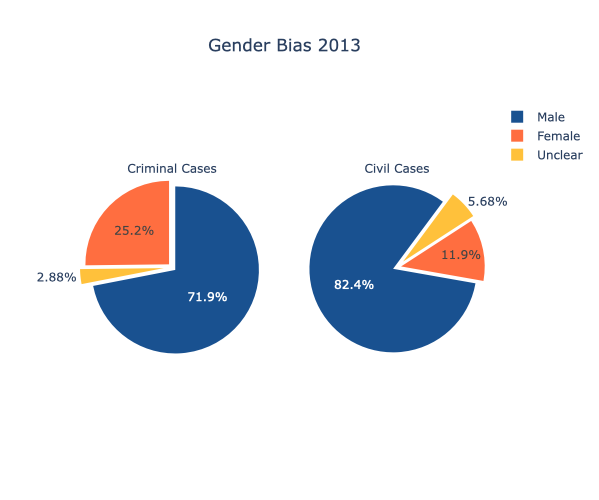 Gender Bias 2013
Male
Female
Unclear
Criminal Cases
Civil Cases
25.2%
2.88%
71.9%
5.68%
11.9%
82.4%